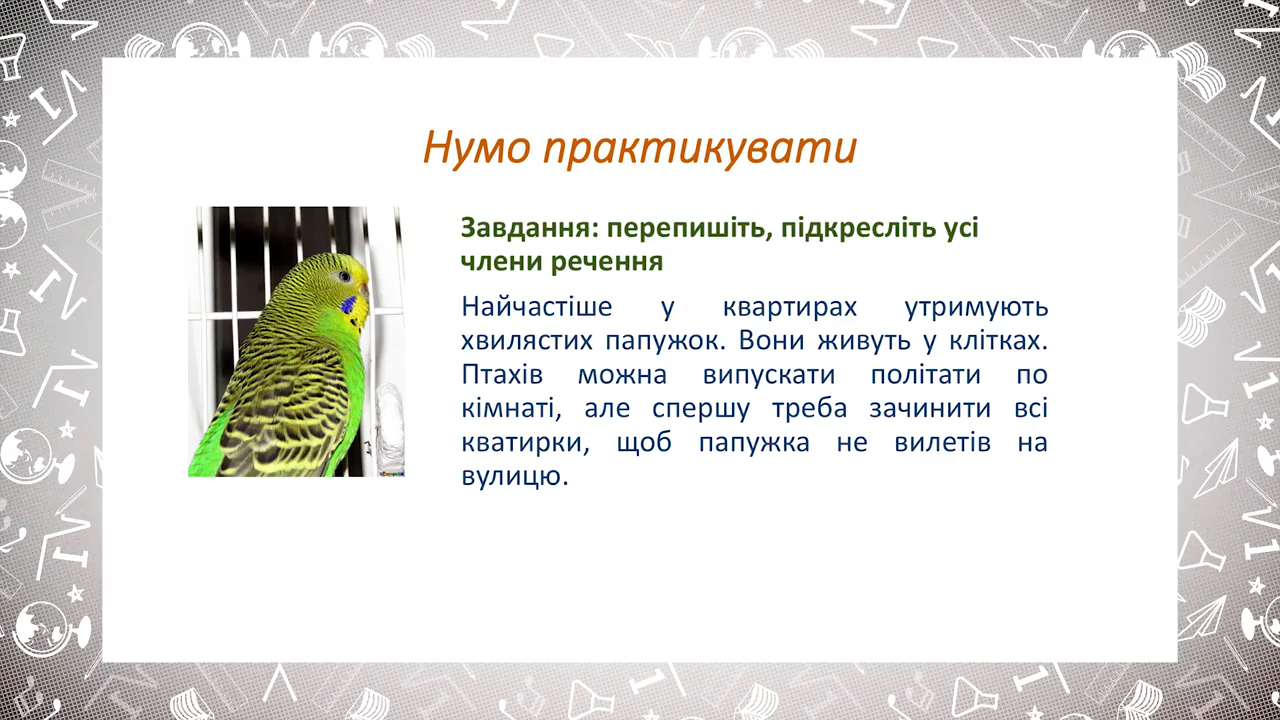 Нумо практикувати
Завдання: перепишіть, підкресліть усі
члени речення
Найчастіше у квартирах утримують
хвилястих папужок. Вони живуть у клітках.
Птахів можна випускати політати по
кімнаті, але спершу треба зачинити всі
кватирки, щоб папужка не вилетів на
вулицю.